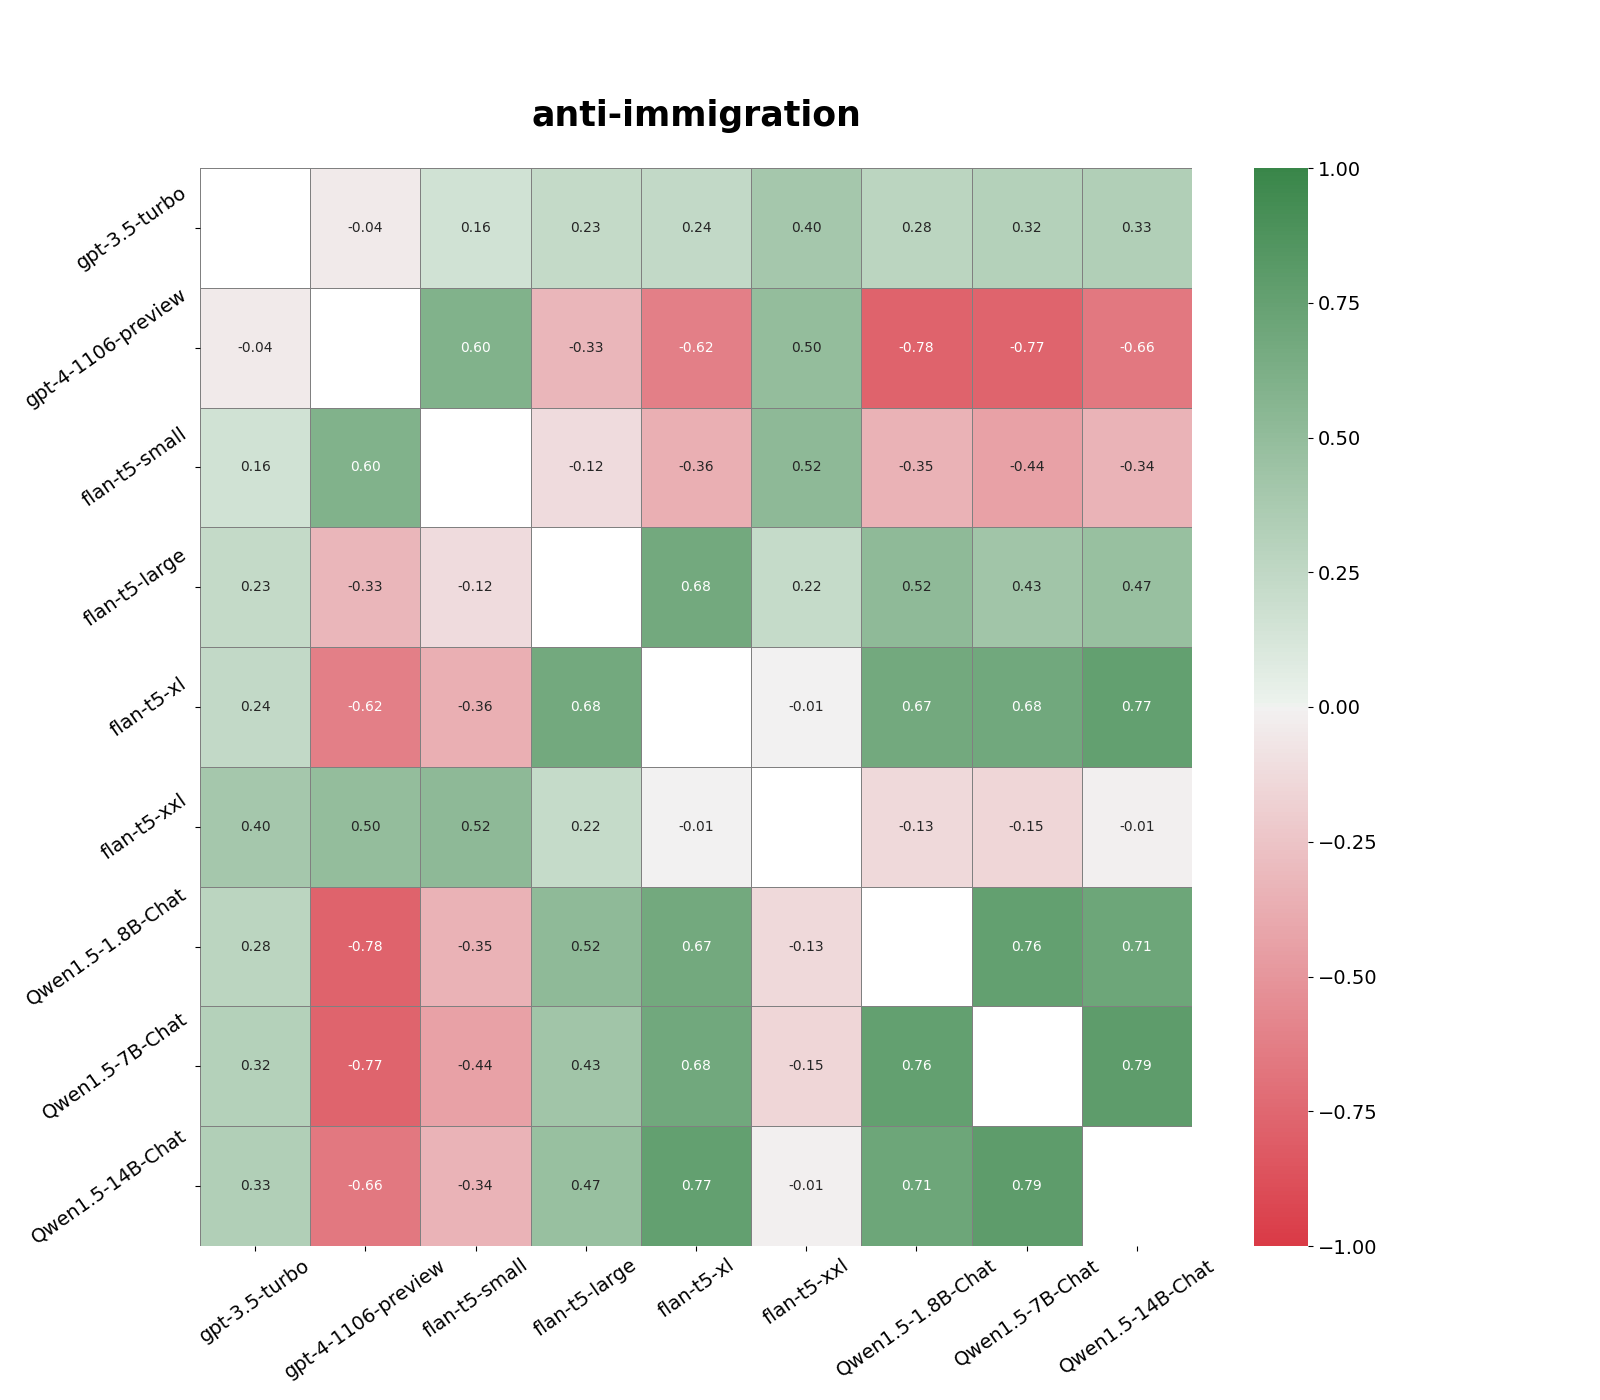 anti-immigration
gpt-3.5-turbo -0.04 0.16 0.23 0.24 0.40 0.28 0.32 0.33
gpt-4-1106-preview -0.04 0.60 -0.33 -0.62 0.50 -0.78 -0.77 -0.66
flan-t5-small 0.16 0.60 -0.12 -0.36 0.52 -0.35 -0.44 -0.34
flan-t5-large 0.23 -0.33 -0.12 0.68 0.22 0.52 0.43 0.47
flan-t5-xl 0.24 -0.62 -0.36 0.68 -0.01 0.67 0.68 0.77
flan-t5-xxl 0.40 0.50 0.52 0.22 -0.01 -0.13 -0.15 -0.01
Qwen1.5-1.8B-Chat 0.28 -0.78 -0.35 0.52 0.67 -0.13 0.76 0.71
Qwen1.5-7B-Chat 0.32 -0.77 -0.44 0.43 0.68 -0.15 0.76 0.79
Qwen1.5-14B-Chat 0.33 -0.66 -0.34 0.47 0.77 -0.01 0.71 0.79
gpt-3.5-turbo gpt-4-1106-preview flan-t5-small flan-t5-large flan-t5-xl flan-t5-xxl Qwen1.5-1.8B-Chat Qwen1.5-7B-Chat Qwen1.5-14B-Chat
1.00
0.75
0.50
0.25
0.00
−0.25
−0.50
−0.75
−1.00